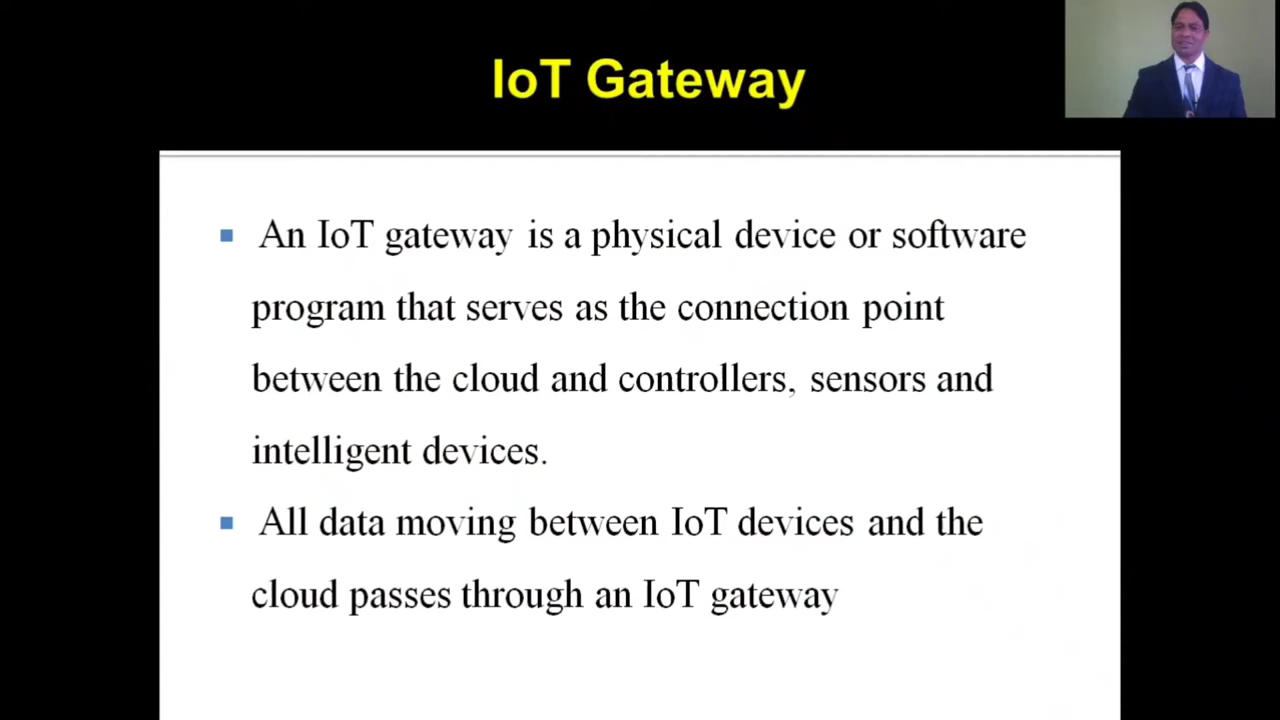 IoT Gateway
An IoT gateway is a physical device or software
program that serves as the connection point
between the cloud and controllers, sensors and
intelligent devices.
All data moving between IoT devices and the
cloud passes through an IoT gateway